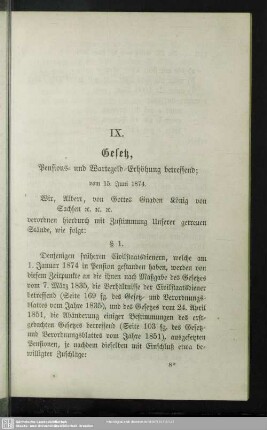 IX.
Gesetz,
Pensions- und Wartegeld-Erhöhung betreffend;
vom 15. Juni 1874.
Wir, Albert, von Gottes Gnaden König von
Sachsen ꝛc. ꝛc. ꝛc.
verordnen hierdurch mit Zustimmung Unserer getreuen
Stände, wie folgt:
§ 1.
Denjenigen früheren Civilstaatsdienern, welche am
1. Januar 1874 in Pension gestanden haben, werden von
diesem Zeitpunkte an die ihnen nach Maßgabe des Gesetzes
vom 7. März 1835, die Verhältnisse der Civilstaatsdiener
betreffend (Seite 169 fg. des Gesetz- und Verordnungs-
blattes vom Jahre 1835), und des Gesetzes vom 24. April
1851, die Abänderung einiger Bestimmungen des erst-
gedachten Gesetzes betreffend (Seite 103 fg. des Gesetz-
und Verordnungsblattes vom Jahre 1851), ausgesetzten
Pensionen, je nachdem dieselben mit Einschluß etwa be-
willigter Zuschläge:
8*